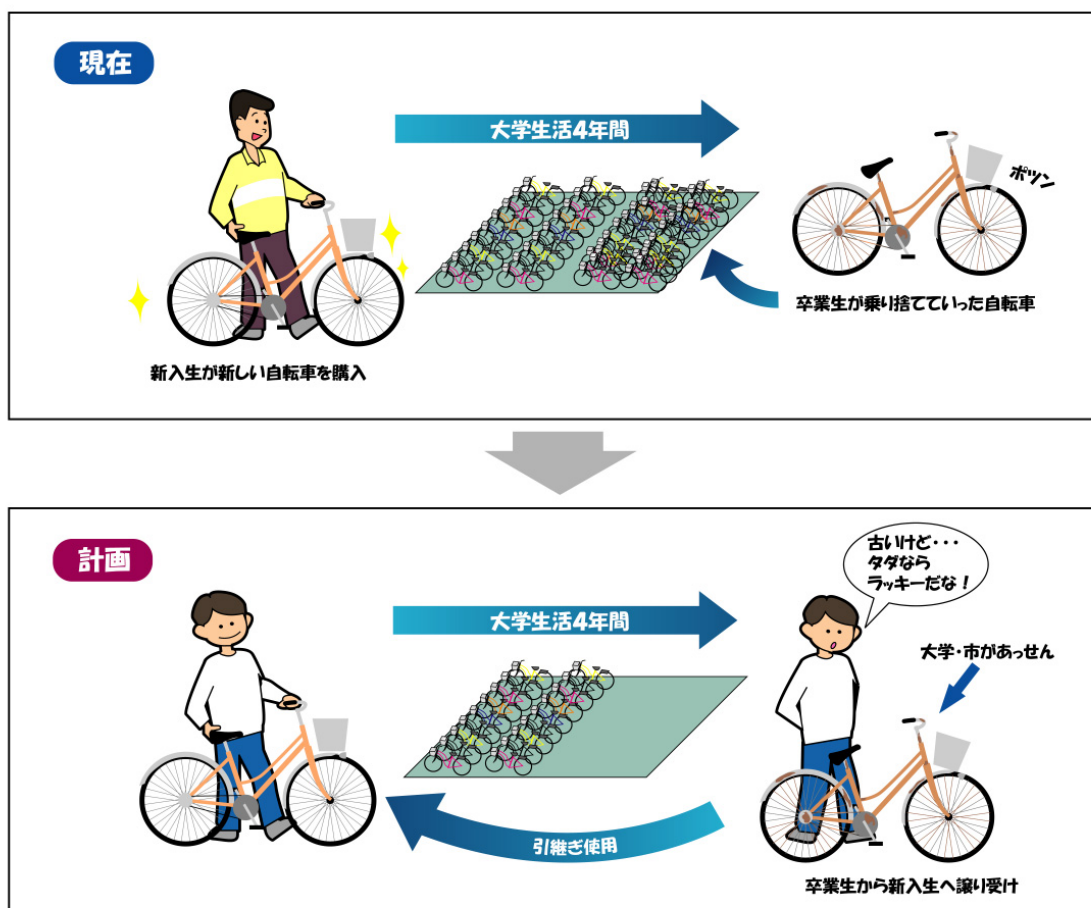 現在
大学生活4年間
ポツン
卒業生が乗り捨てていった自転車
新入生が新しい自転車を購入
計画
古いけど・・・
タダなら
ラッキーだな！
大学生活4年間
大学・市があっせん
引継ぎ使用
卒業生から新入生へ譲り受け